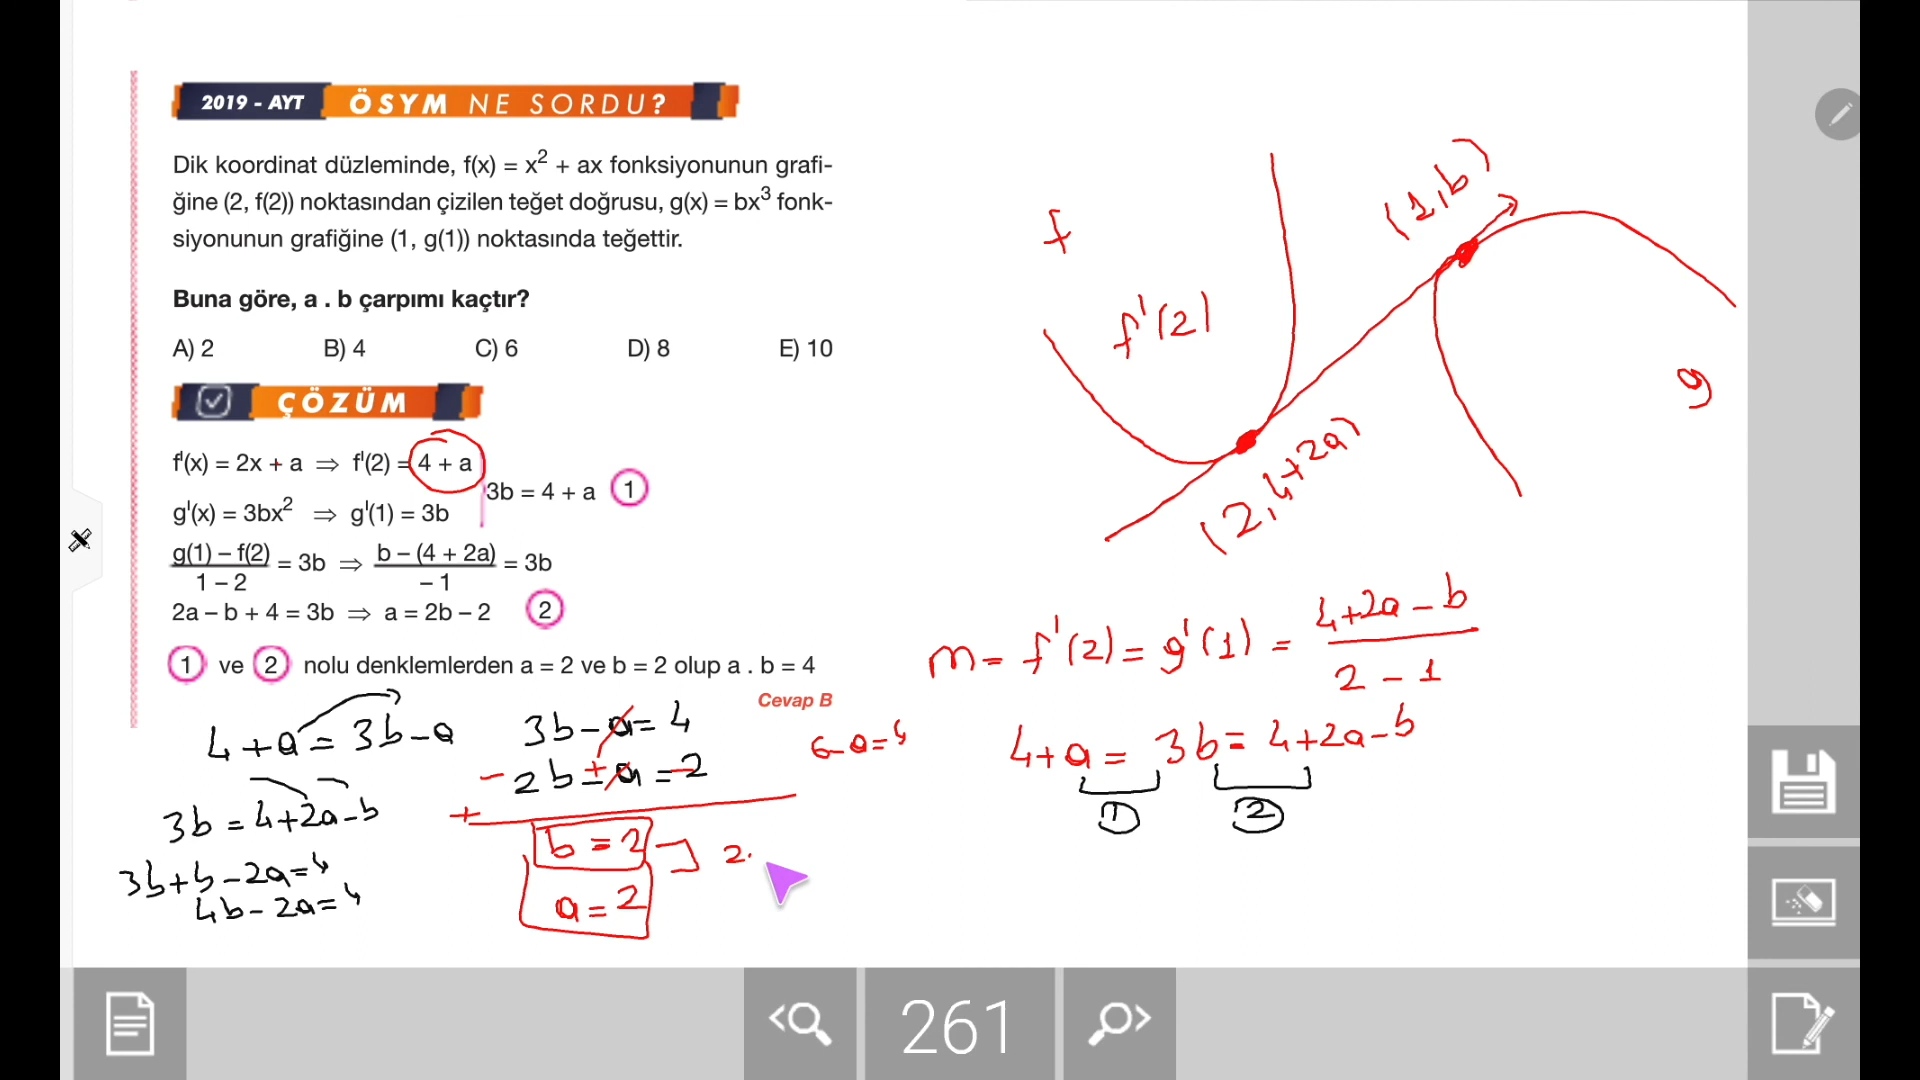 2019 - AYT ÖSYM NE SORDU?
Dik koordinat düzleminde, f(x) = x² + ax fonksiyonunun grafi-
ğine (2, f(2)) noktasından çizilen teğet doğrusu, g(x) = bx³ fonk-
siyonunun grafiğine (1, g(1)) noktasında teğettir.
Buna göre, a . b çarpımı kaçtır?
A) 2 B) 4 C) 6 D) 8 E) 10
ÇÖZÜM
f'(x) = 2x + a ⇒ f'(2) = 4 + a
3b = 4 + a 1
g'(x) = 3bx² ⇒ g'(1) = 3b
g(1) – f(2) / 1 – 2 = 3b ⇒ b – (4 + 2a) / – 1 = 3b
2a – b + 4 = 3b ⇒ a = 2b – 2 2
1 ve 2 nolu denklemlerden a = 2 ve b = 2 olup a . b = 4
Cevap B
4 + a = 3b - a
3b = 4 + 2a - b
3b + b - 2a = 4
4b - 2a = 4
3b - a = 4
- 2b ± a = -2
+
b = 2
a = 2
2.
6 - a = 4
f
f'(2)
(1, b)
g
(2, 4+2a)
m = f'(2) = g'(1) = 4+2a-b / 2 - 1
4 + a = 3b = 4+2a-b
1 2
261